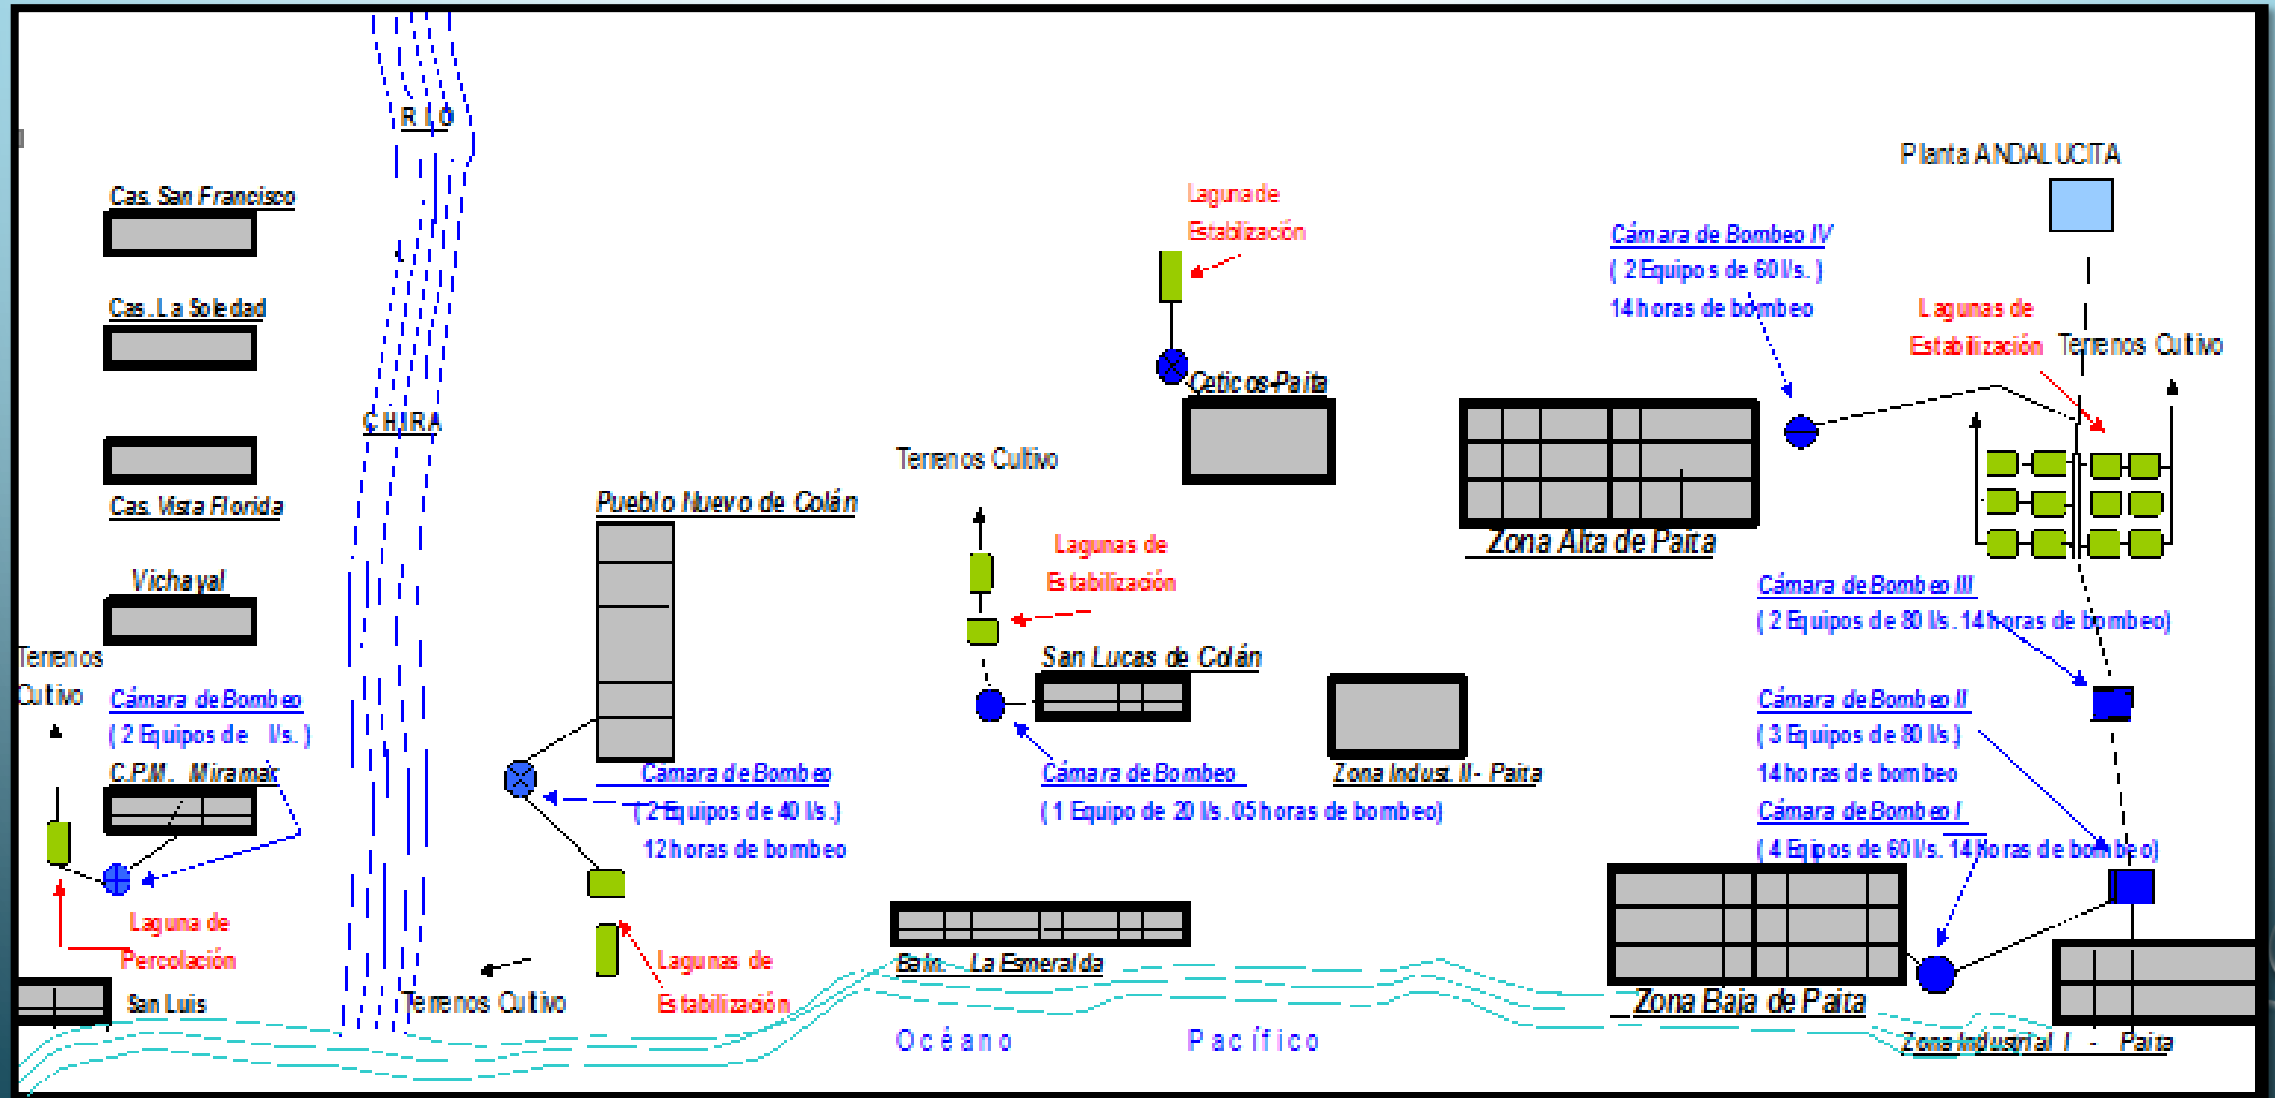 RIO
CHIRA
Cas. San Francisco
Cas. La Soledad
Cas. Vista Florida
Vichayal
Terrenos
Cultivo
Cámara de Bombeo
( 2 Equipos de l/s. )
C.P.M. Miramar
Laguna de
Percolación
San Luis
Pueblo Nuevo de Colán
Cámara de Bombeo
( 2 Equipos de 40 l/s.)
12 horas de bombeo
Lagunas de
Estabilización
Terrenos Cultivo
Terrenos Cultivo
Lagunas de
Estabilización
San Lucas de Colán
Cámara de Bombeo
( 1 Equipo de 20 l/s. 05 horas de bombeo)
Baln. La Esmeralda
Océano Pacífico
Laguna de
Estabilización
Ceticos-Paita
Zona Indust. II - Paita
Zona Alta de Paita
Cámara de Bombeo IV
( 2 Equipos de 60 l/s. )
14 horas de bombeo
Planta ANDALUCITA
Lagunas de
Estabilización
Terrenos Cultivo
Cámara de Bombeo III
( 2 Equipos de 80 l/s. 14 horas de bombeo)
Cámara de Bombeo II
( 3 Equipos de 80 l/s.)
14 horas de bombeo
Cámara de Bombeo I
( 4 Eqipos de 60 l/s. 14 horas de bombeo)
Zona Baja de Paita
Zona Industrial I - Paita